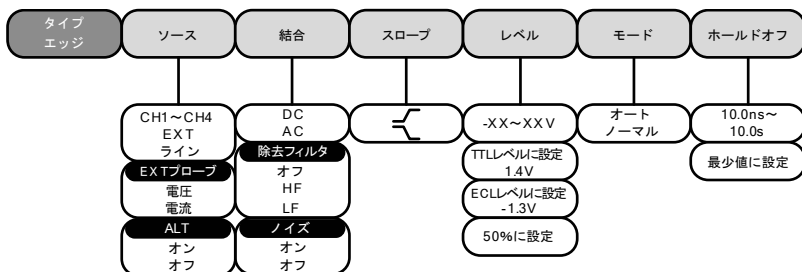 タイプ
エッジ
ソース
結合
スロープ
レベル
モード
ホールドオフ
CH1～CH4
EXT
ライン
EXTプローブ
電圧
電流
ALT
オン
オフ
DC
AC
除去フィルタ
オフ
HF
LF
ノイズ
オン
オフ
-XX～XXV
TTLレベルに設定
1.4V
ECLレベルに設定
-1.3V
50%に設定
オート
ノーマル
10.0ns～
10.0s
最少値に設定